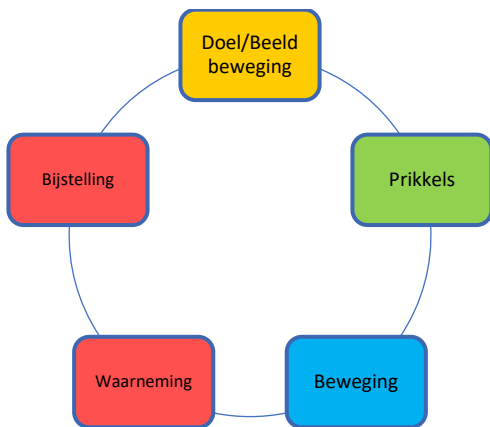 Doel/Beeld
beweging
Prikkels
Beweging
Waarneming
Bijstelling